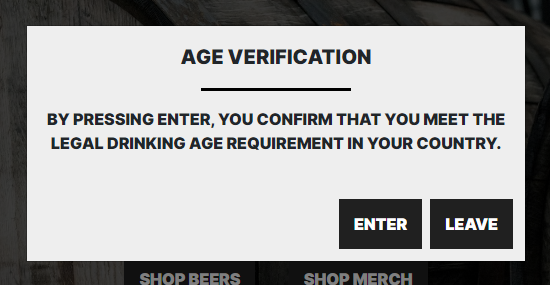 AGE VERIFICATION
BY PRESSING ENTER, YOU CONFIRM THAT YOU MEET THE
LEGAL DRINKING AGE REQUIREMENT IN YOUR COUNTRY.
ENTER LEAVE
SHOP BEERS SHOP MERCH